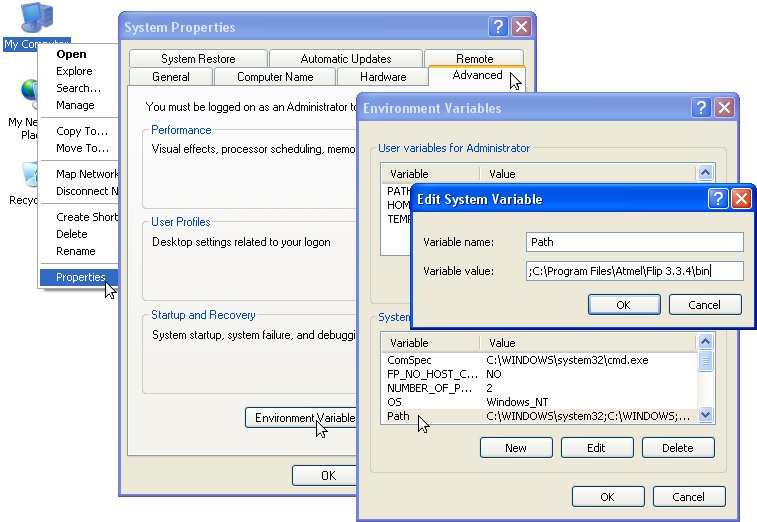 My Computer
Open
Explore
Search...
Manage
Copy To...
Move To...
Map Network
Disconnect N
Create Short
Delete
Rename
Properties
My Ne
Place
Recyc
System Properties
System Restore
Automatic Updates
Remote
General
Computer Name
Hardware
Advanced
You must be logged on as an Administrator to
Performance
Visual effects, processor scheduling, memo
User Profiles
Desktop settings related to your logon
Startup and Recovery
System startup, system failure, and debuggi
Environment Variable
OK
Environment Variables
User variables for Administrator
Variable Value
PAT
HOM
TEMP
Edit System Variable
Variable name: Path
Variable value: ;C:\Program Files\Atmel\Flip 3.3.4\bin
OK Cancel
System
Variable Value
ComSpec C:\WINDOWS\system32\cmd.exe
FP_NO_HOST_C... NO
NUMBER_OF_P... 2
OS Windows_NT
Path C:\WINDOWS\system32;C:\WINDOWS;...
New Edit Delete
OK Cancel